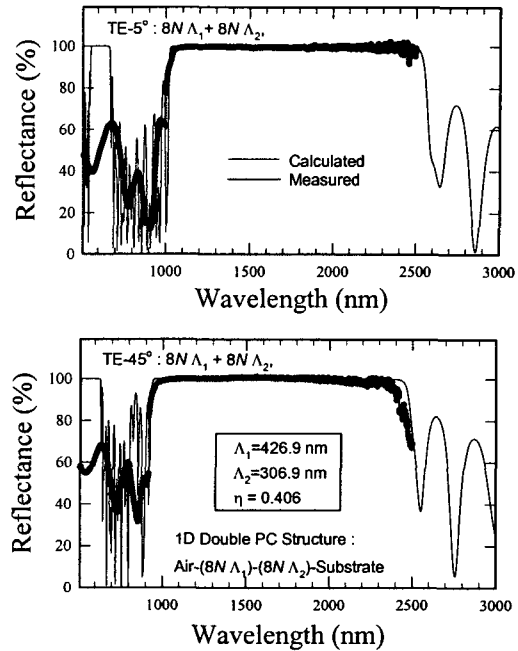 TE-5° : 8N Λ₁ + 8N Λ₂,
Reflectance (%)
100
80
60
40
20
0
Calculated
Measured
1000
1500
2000
2500
3000
Wavelength (nm)
TE-45° : 8N Λ₁ + 8N Λ₂,
Reflectance (%)
100
80
60
40
20
0
Λ₁=426.9 nm
Λ₂=306.9 nm
η = 0.406
1D Double PC Structure :
Air-(8N Λ₁)-(8N Λ₂)-Substrate
1000
1500
2000
2500
3000
Wavelength (nm)